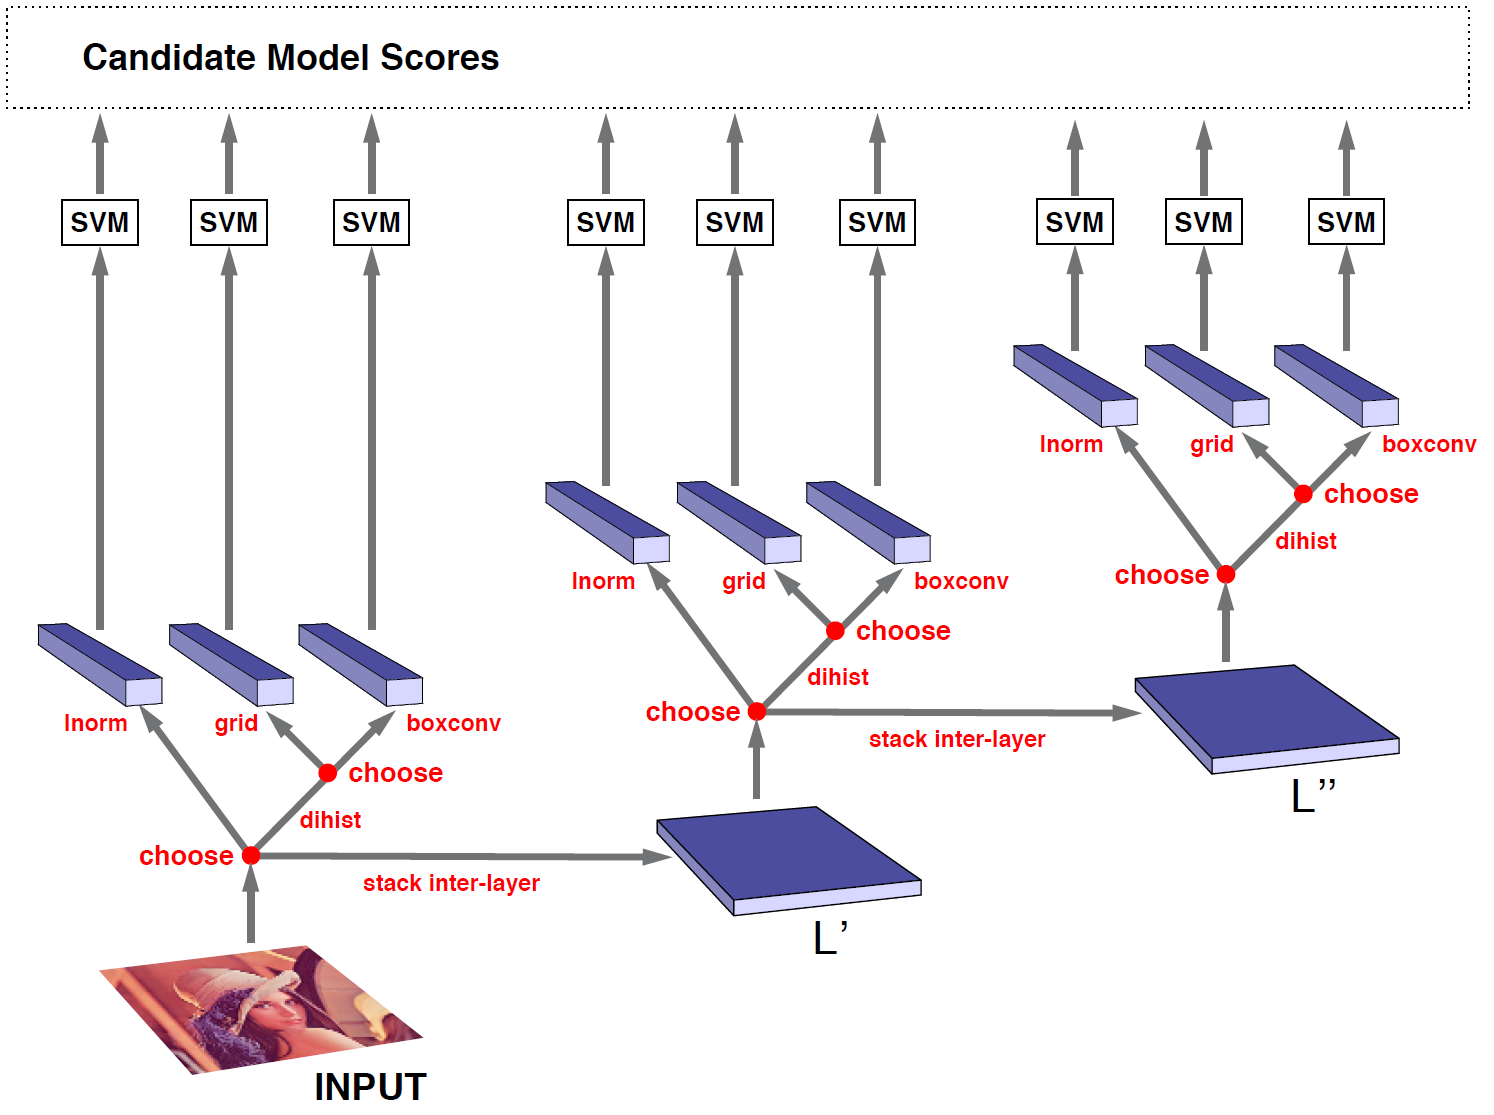 Candidate Model Scores
SVM SVM SVM SVM SVM SVM SVM SVM SVM
lnorm grid boxconv
choose
dihist
choose
lnorm grid boxconv
choose
dihist
choose
stack inter-layer
L’’
lnorm grid boxconv
choose
dihist
choose
stack inter-layer
L’
INPUT